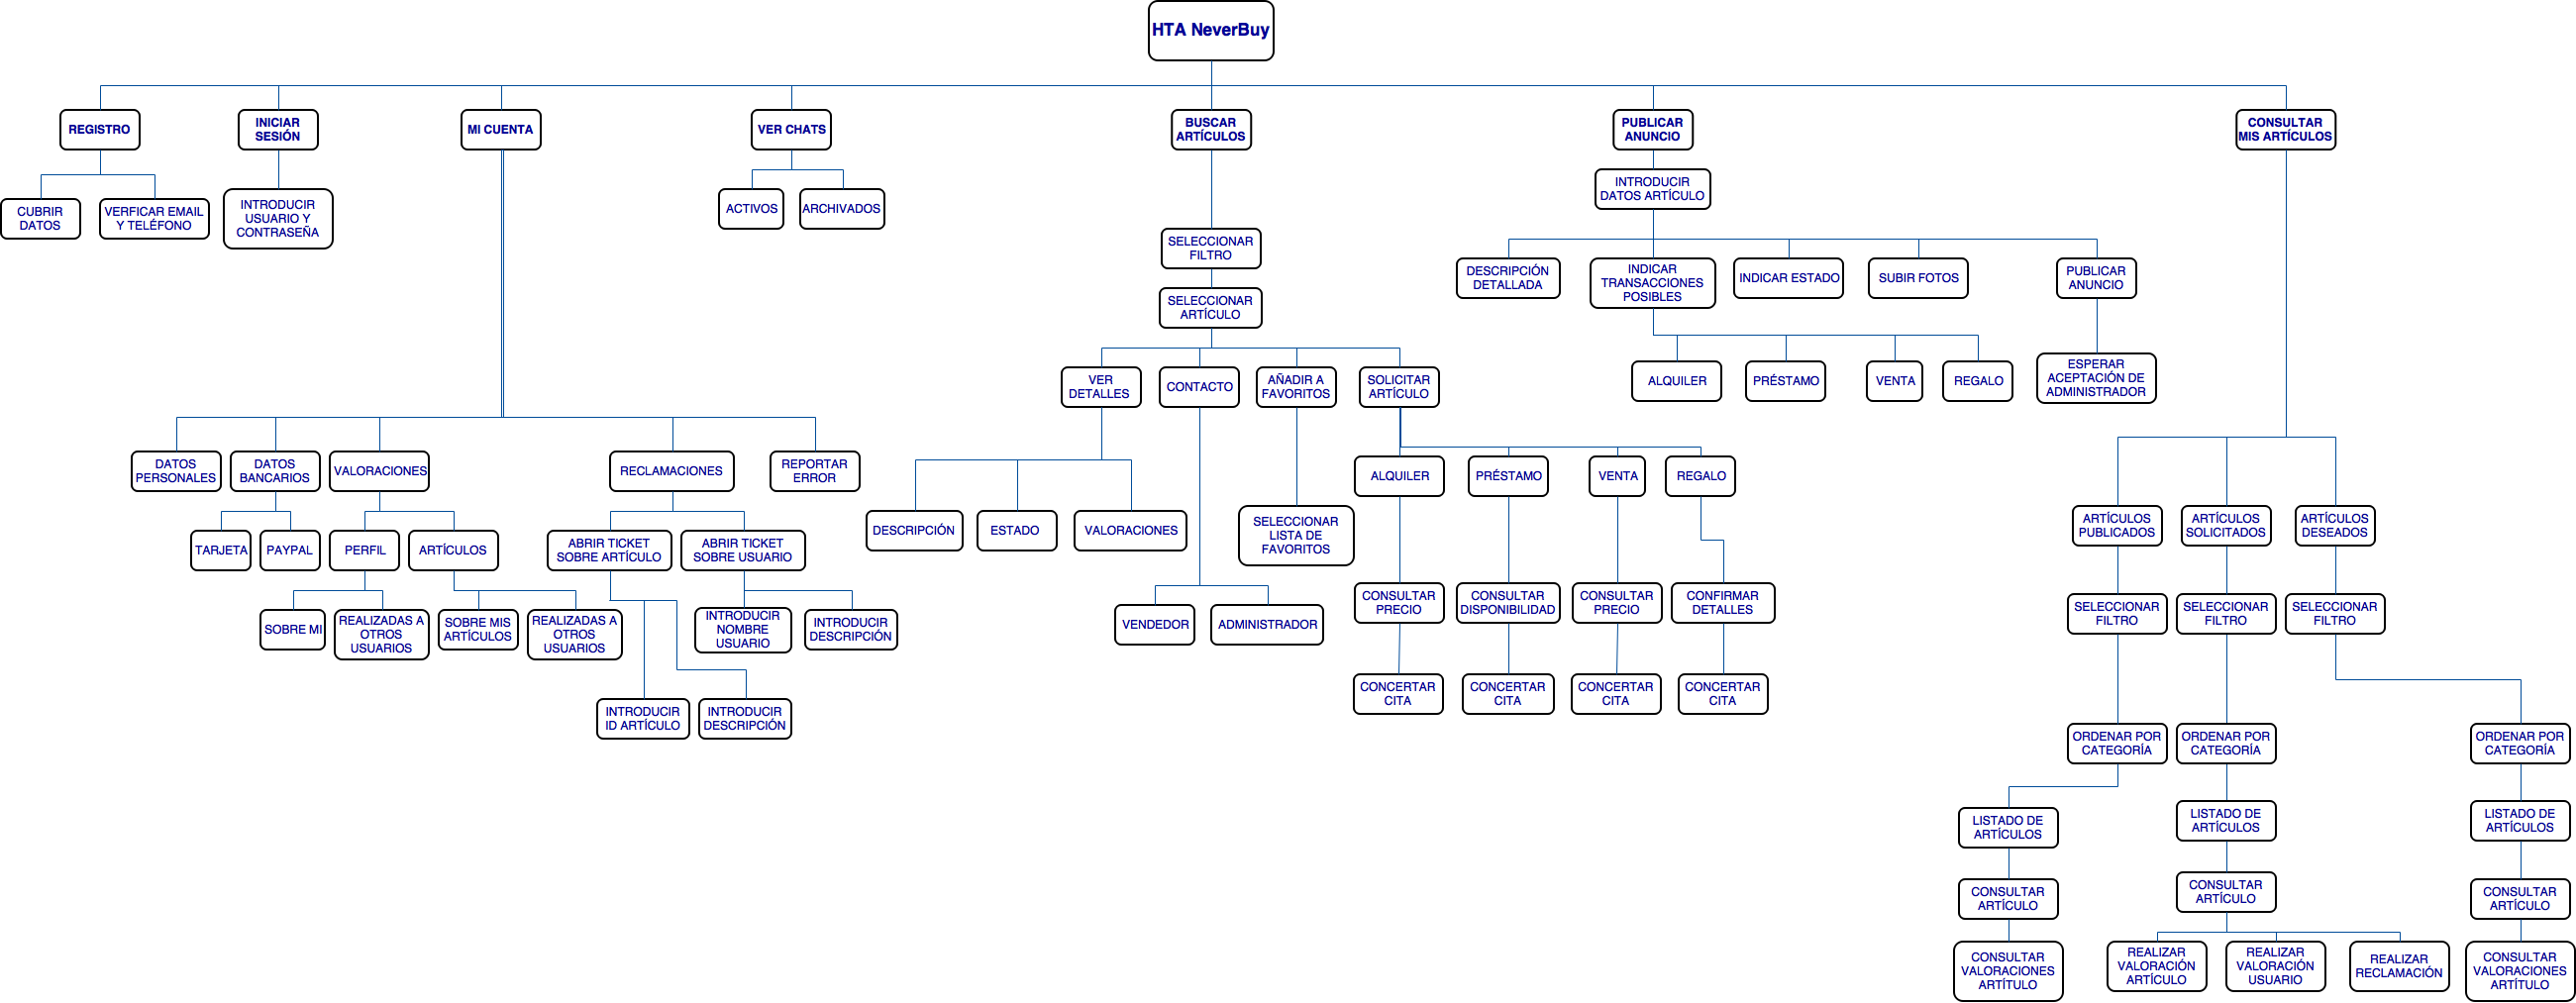 HTA NeverBuy
REGISTRO
INICIAR
SESIÓN
MI CUENTA
VER CHATS
BUSCAR
ARTÍCULOS
PUBLICAR
ANUNCIO
CONSULTAR
MIS ARTÍCULOS
CUBRIR
DATOS
VERFICAR EMAIL
Y TELÉFONO
INTRODUCIR
USUARIO Y
CONTRASEÑA
ACTIVOS
ARCHIVADOS
INTRODUCIR
DATOS ARTÍCULO
SELECCIONAR
FILTRO
SELECCIONAR
ARTÍCULO
DESCRIPCIÓN
DETALLADA
INDICAR
TRANSACCIONES
POSIBLES
INDICAR ESTADO
SUBIR FOTOS
PUBLICAR
ANUNCIO
VER
DETALLES
CONTACTO
AÑADIR A
FAVORITOS
SOLICITAR
ARTÍCULO
ALQUILER
PRÉSTAMO
VENTA
REGALO
ESPERAR
ACEPTACIÓN DE
ADMINISTRADOR
DATOS
PERSONALES
DATOS
BANCARIOS
VALORACIONES
RECLAMACIONES
REPORTAR
ERROR
ALQUILER
PRÉSTAMO
VENTA
REGALO
TARJETA
PAYPAL
PERFIL
ARTÍCULOS
ABRIR TICKET
SOBRE ARTÍCULO
ABRIR TICKET
SOBRE USUARIO
DESCRIPCIÓN
ESTADO
VALORACIONES
SELECCIONAR
LISTA DE
FAVORITOS
ARTÍCULOS
PUBLICADOS
ARTÍCULOS
SOLICITADOS
ARTÍCULOS
DESEADOS
SOBRE MI
REALIZADAS A
OTROS
USUARIOS
SOBRE MIS
ARTÍCULOS
REALIZADAS A
OTROS
USUARIOS
INTRODUCIR
NOMBRE
USUARIO
INTRODUCIR
DESCRIPCIÓN
VENDEDOR
ADMINISTRADOR
CONSULTAR
PRECIO
CONSULTAR
DISPONIBILIDAD
CONSULTAR
PRECIO
CONFIRMAR
DETALLES
SELECCIONAR
FILTRO
SELECCIONAR
FILTRO
SELECCIONAR
FILTRO
INTRODUCIR
ID ARTÍCULO
INTRODUCIR
DESCRIPCIÓN
CONCERTAR
CITA
CONCERTAR
CITA
CONCERTAR
CITA
CONCERTAR
CITA
ORDENAR POR
CATEGORÍA
ORDENAR POR
CATEGORÍA
ORDENAR POR
CATEGORÍA
LISTADO DE
ARTÍCULOS
LISTADO DE
ARTÍCULOS
LISTADO DE
ARTÍCULOS
CONSULTAR
ARTÍCULO
CONSULTAR
ARTÍCULO
CONSULTAR
ARTÍCULO
CONSULTAR
VALORACIONES
ARTÍTULO
REALIZAR
VALORACIÓN
ARTÍCULO
REALIZAR
VALORACIÓN
USUARIO
REALIZAR
RECLAMACIÓN
CONSULTAR
VALORACIONES
ARTÍTULO